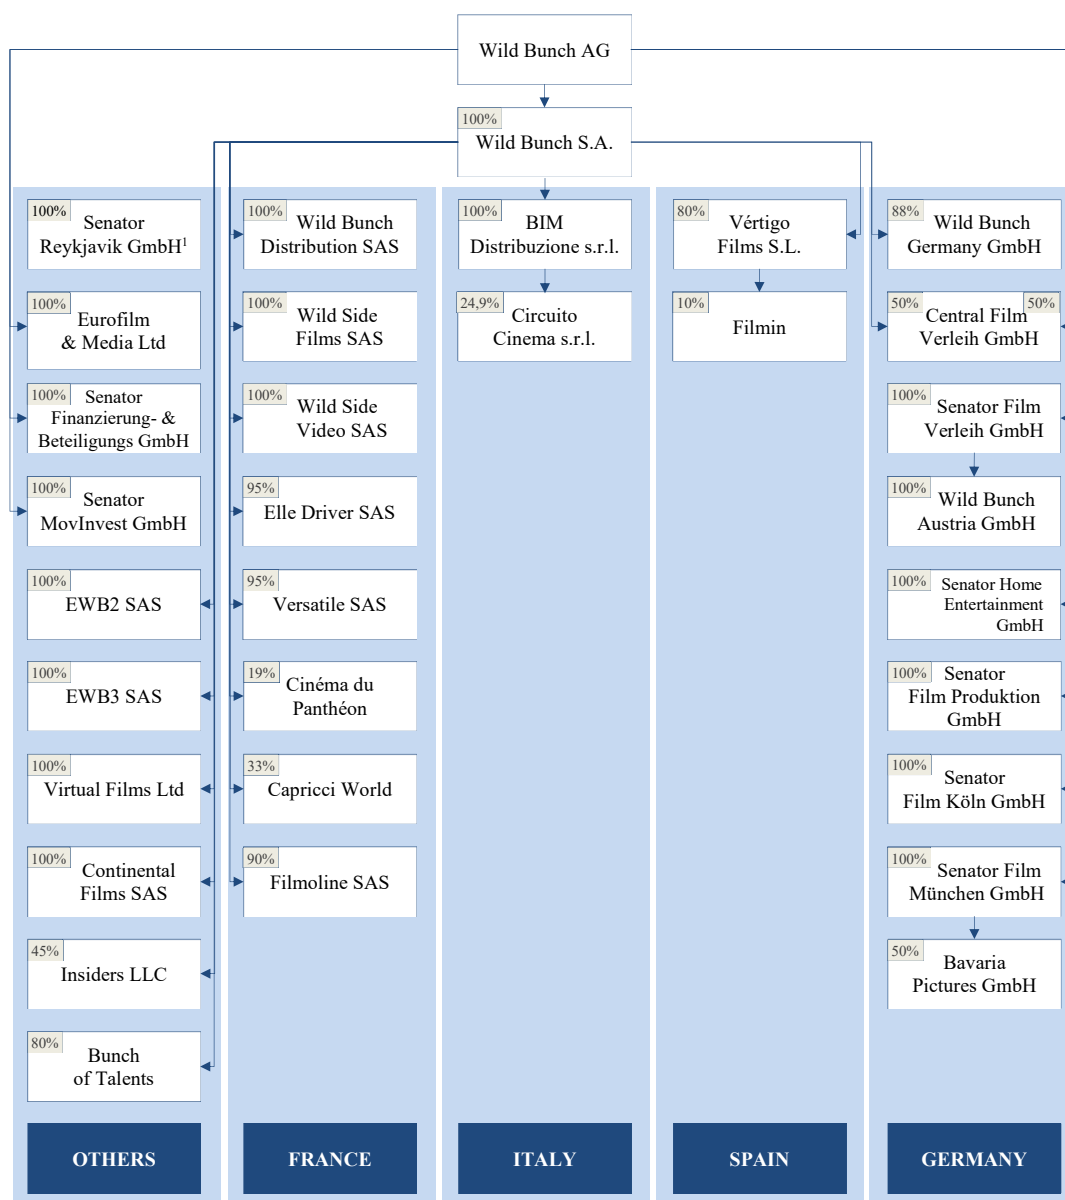 Wild Bunch AG
100%
Wild Bunch S.A.
100%
Senator
Reykjavik GmbH¹
100%
Eurofilm
& Media Ltd
100%
Senator
Finanzierung- &
Beteiligungs GmbH
100%
Senator
MovInvest GmbH
100%
EWB2 SAS
100%
EWB3 SAS
100%
Virtual Films Ltd
100%
Continental
Films SAS
45%
Insiders LLC
80%
Bunch
of Talents
OTHERS
100%
Wild Bunch
Distribution SAS
100%
Wild Side
Films SAS
100%
Wild Side
Video SAS
95%
Elle Driver SAS
95%
Versatile SAS
19%
Cinéma du
Panthéon
33%
Capricci World
90%
Filmoline SAS
FRANCE
100%
BIM
Distribuzione s.r.l.
24,9%
Circuito
Cinema s.r.l.
ITALY
80%
Vértigo
Films S.L.
10%
Filmin
SPAIN
88%
Wild Bunch
Germany GmbH
50% 50%
Central Film
Verleih GmbH
100%
Senator Film
Verleih GmbH
100%
Wild Bunch
Austria GmbH
100%
Senator Home
Entertainment
GmbH
100%
Senator
Film Produktion
GmbH
100%
Senator
Film Köln GmbH
100%
Senator Film
München GmbH
50%
Bavaria
Pictures GmbH
GERMANY